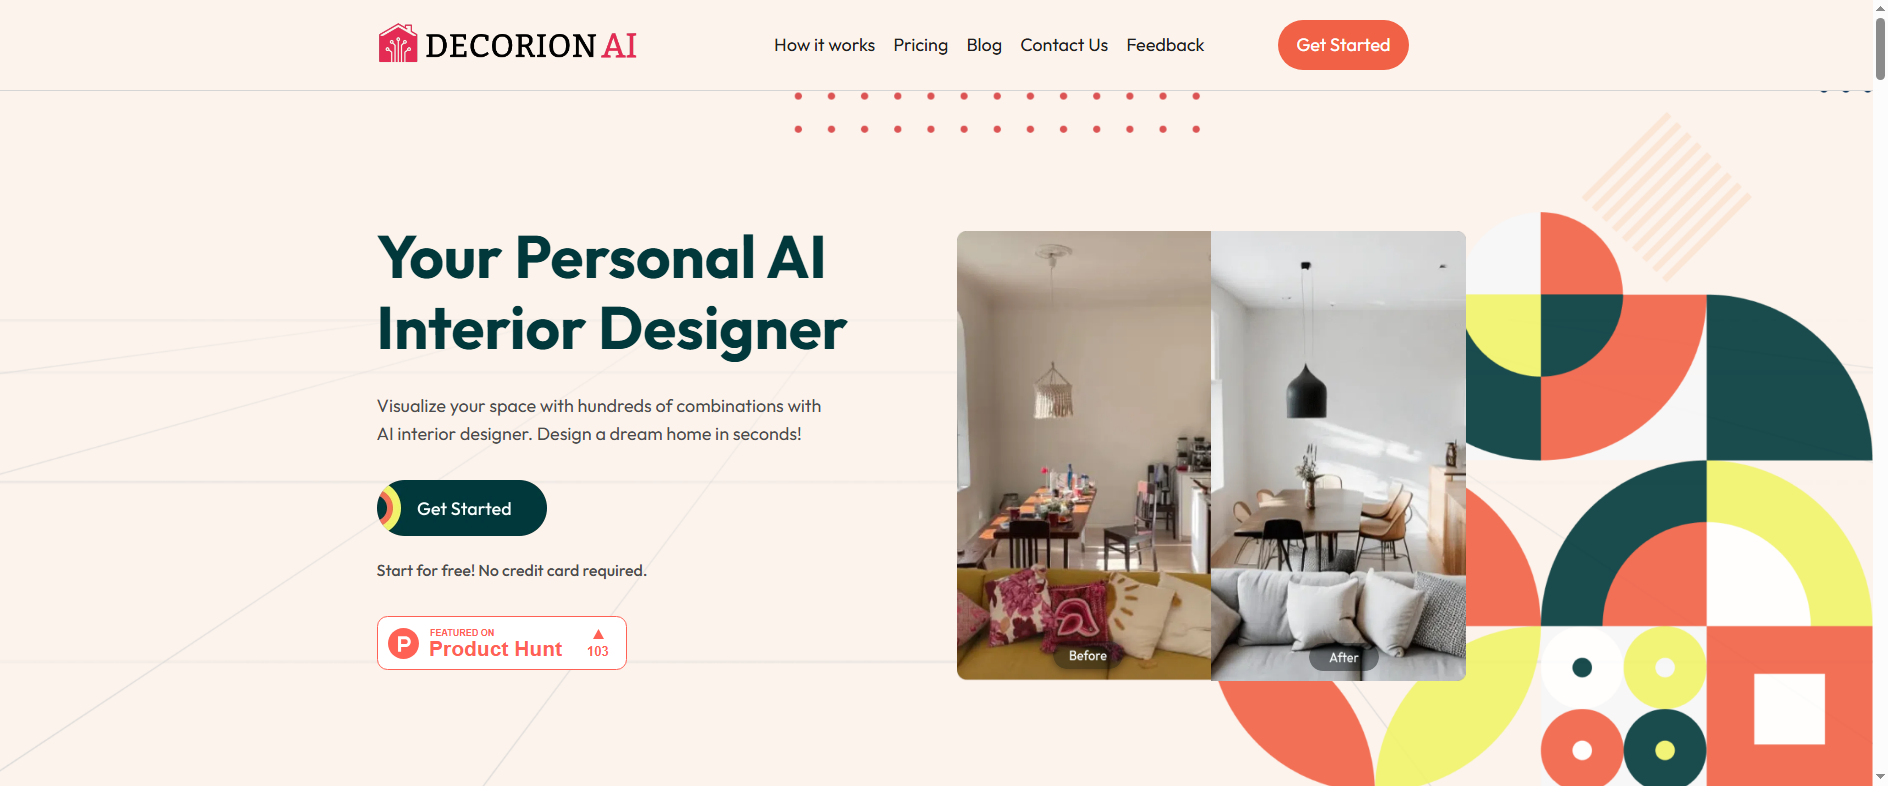 DECORION AI
How it works
Pricing
Blog
Contact Us
Feedback
Get Started
Your Personal AI
Interior Designer
Visualize your space with hundreds of combinations with
AI interior designer. Design a dream home in seconds!
Get Started
Start for free! No credit card required.
P
FEATURED ON
Product Hunt
103
Before
After